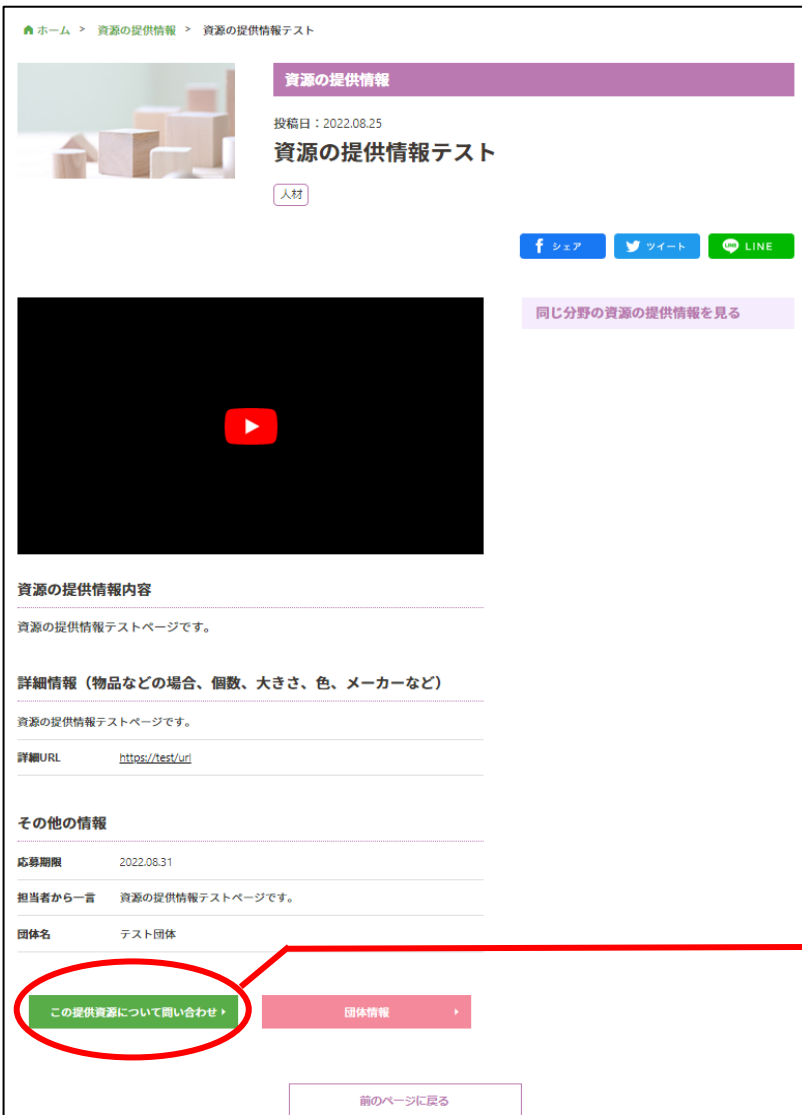 ホーム > 資源の提供情報 > 資源の提供情報テスト
資源の提供情報
投稿日：2022.08.25
資源の提供情報テスト
人材
シェア ツイート LINE
同じ分野の資源の提供情報を見る
資源の提供情報内容
資源の提供情報テストページです。
詳細情報（物品などの場合、個数、大きさ、色、メーカーなど）
資源の提供情報テストページです。
詳細URL https://test/url
その他の情報
応募期限 2022.08.31
担当者から一言 資源の提供情報テストページです。
団体名 テスト団体
この提供資源について問い合わせ 団体情報
前のページに戻る